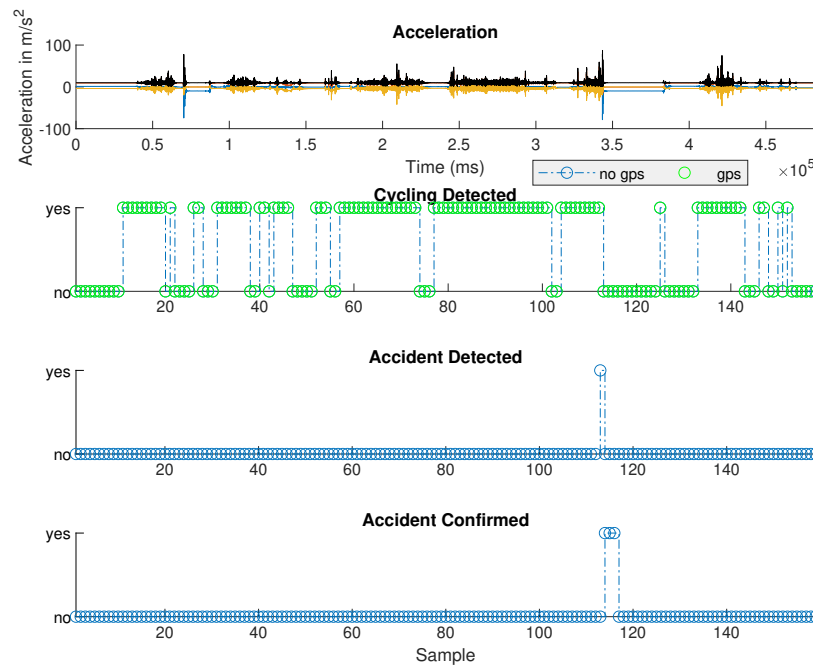 Acceleration
Acceleration in m/s²
100
0
-100
0 0.5 1 1.5 2 2.5 3 3.5 4 4.5
Time (ms)
×10⁵
no gps gps
Cycling Detected
yes
no
20 40 60 80 100 120 140
Accident Detected
yes
no
20 40 60 80 100 120 140
Accident Confirmed
yes
no
20 40 60 80 100 120 140
Sample